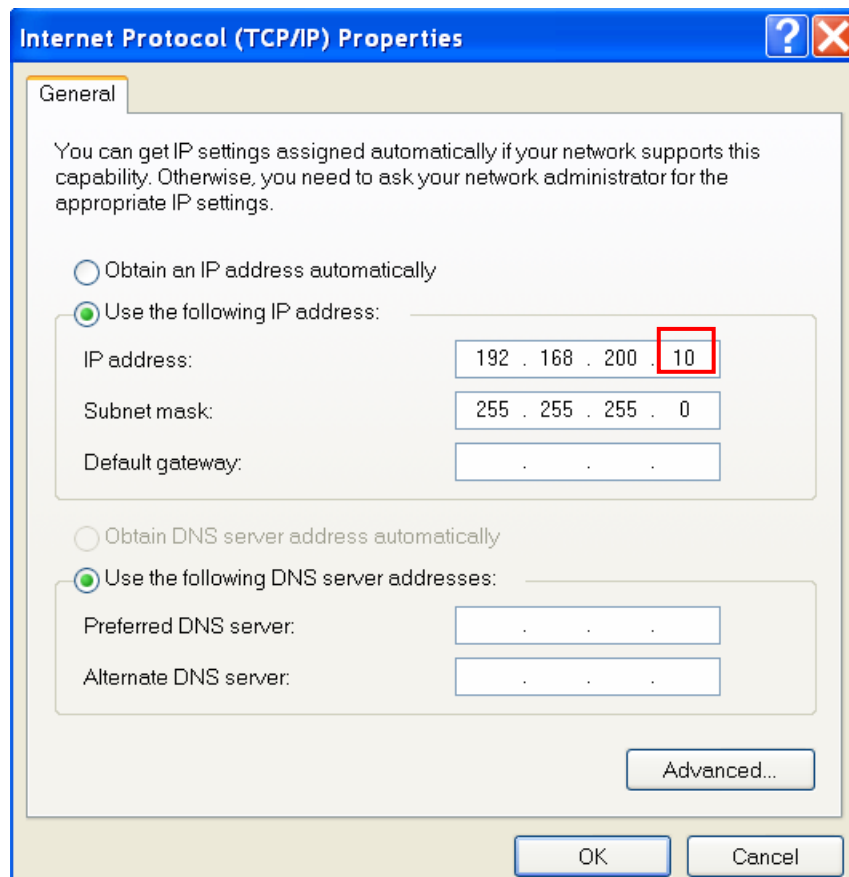 Internet Protocol (TCP/IP) Properties
General
You can get IP settings assigned automatically if your network supports this
capability. Otherwise, you need to ask your network administrator for the
appropriate IP settings.
Obtain an IP address automatically
Use the following IP address:
IP address: 192 . 168 . 200 . 10
Subnet mask: 255 . 255 . 255 . 0
Default gateway: . . .
Obtain DNS server address automatically
Use the following DNS server addresses:
Preferred DNS server: . . .
Alternate DNS server: . . .
Advanced...
OK Cancel